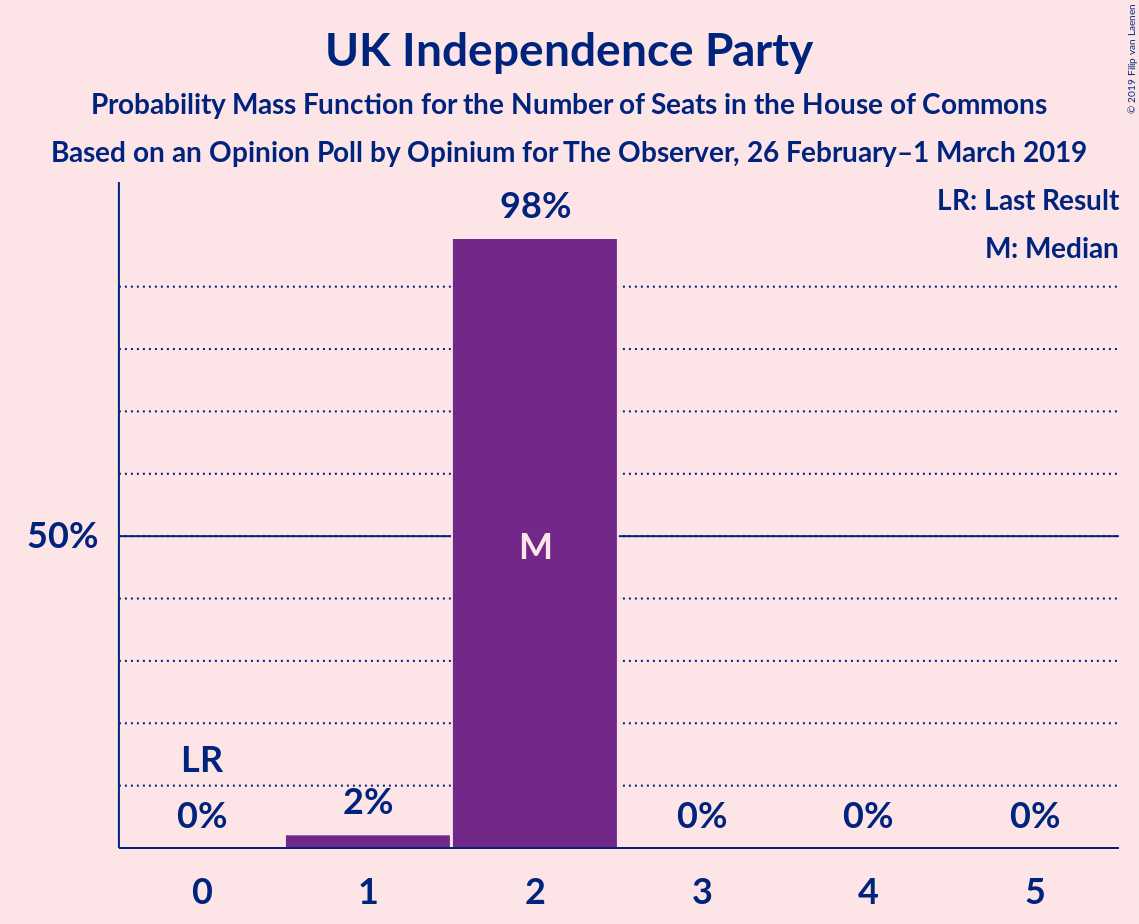 UK Independence Party
Probability Mass Function for the Number of Seats in the House of Commons
Based on an Opinion Poll by Opinium for The Observer, 26 February–1 March 2019
© 2019 Filip van Laenen
LR: Last Result
M: Median
98%
50%
M
LR
0%
2%
0%
0%
0%
0
1
2
3
4
5